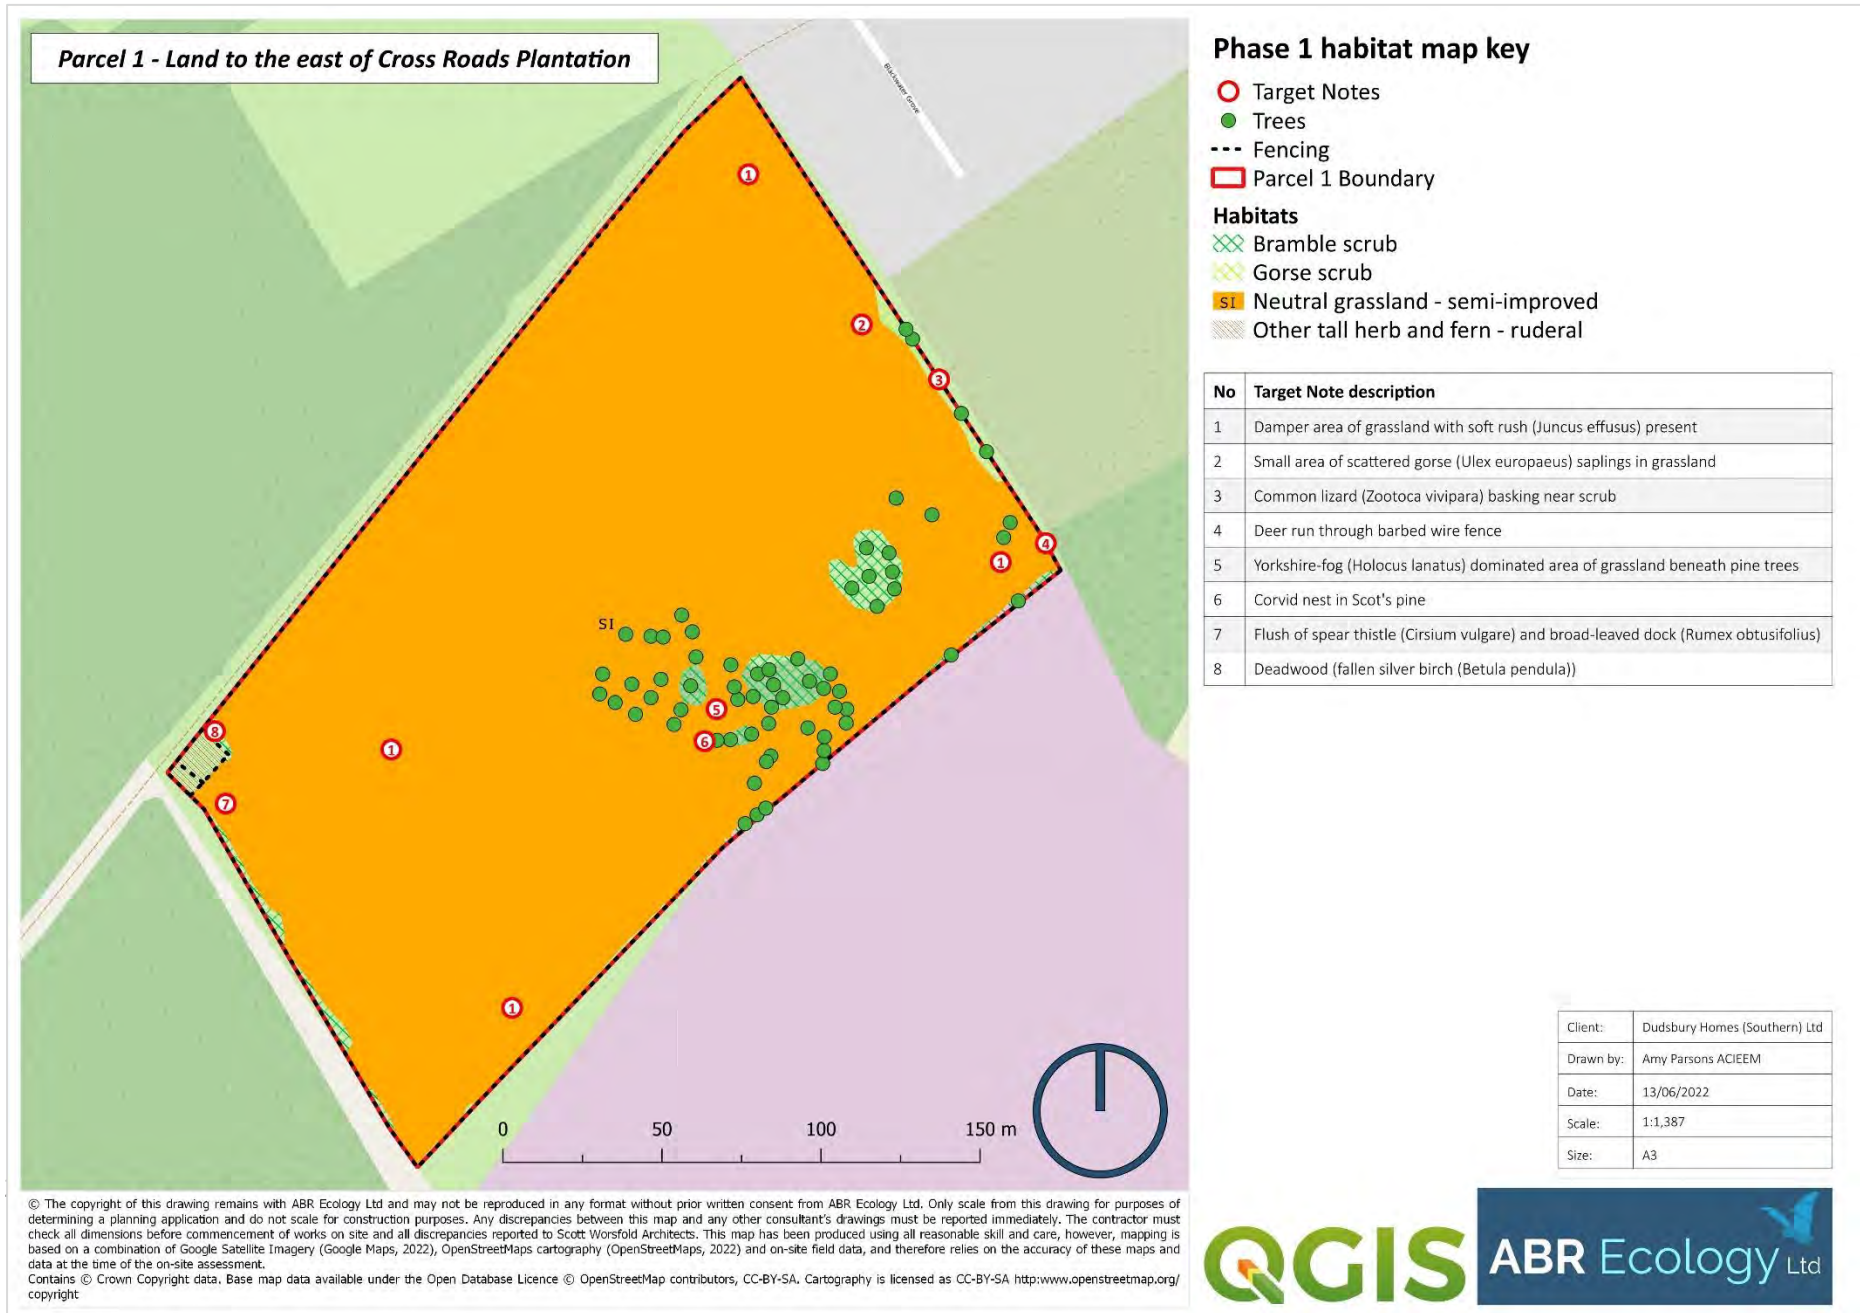 Parcel 1 - Land to the east of Cross Roads Plantation
Blackwater Grove
1
2
3
4
1
SI
5
6
8
1
7
1
0 50 100 150 m
Phase 1 habitat map key
Target Notes
Trees
Fencing
Parcel 1 Boundary
Habitats
Bramble scrub
Gorse scrub
SI Neutral grassland - semi-improved
Other tall herb and fern - ruderal
No Target Note description
1 Damper area of grassland with soft rush (Juncus effusus) present
2 Small area of scattered gorse (Ulex europaeus) saplings in grassland
3 Common lizard (Zootoca vivipara) basking near scrub
4 Deer run through barbed wire fence
5 Yorkshire-fog (Holocus lanatus) dominated area of grassland beneath pine trees
6 Corvid nest in Scot's pine
7 Flush of spear thistle (Cirsium vulgare) and broad-leaved dock (Rumex obtusifolius)
8 Deadwood (fallen silver birch (Betula pendula))
Client: Dudsbury Homes (Southern) Ltd
Drawn by: Amy Parsons ACIEEM
Date: 13/06/2022
Scale: 1:1,387
Size: A3
© The copyright of this drawing remains with ABR Ecology Ltd and may not be reproduced in any format without prior written consent from ABR Ecology Ltd. Only scale from this drawing for purposes of
determining a planning application and do not scale for construction purposes. Any discrepancies between this map and any other consultant's drawings must be reported immediately. The contractor must
check all dimensions before commencement of works on site and all discrepancies reported to Scott Worsfold Architects. This map has been produced using all reasonable skill and care, however, mapping is
based on a combination of Google Satellite Imagery (Google Maps, 2022), OpenStreetMaps cartography (OpenStreetMaps, 2022) and on-site field data, and therefore relies on the accuracy of these maps and
data at the time of the on-site assessment.
Contains © Crown Copyright data. Base map data available under the Open Database Licence © OpenStreetMap contributors, CC-BY-SA. Cartography is licensed as CC-BY-SA http:www.openstreetmap.org/
copyright
QGIS
ABR Ecology Ltd